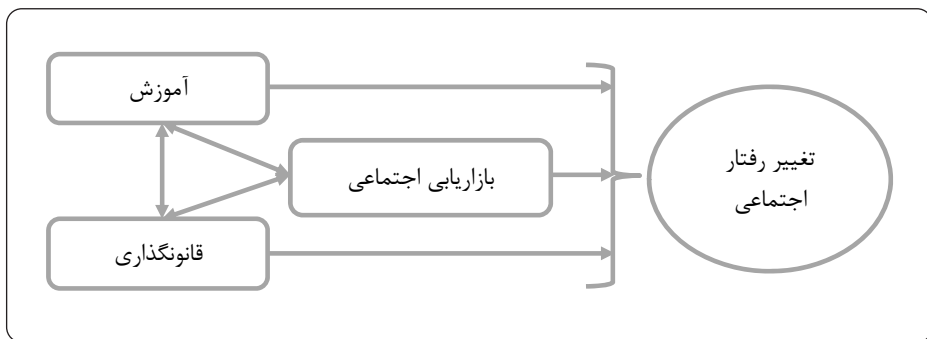 آموزش
بازاریابی اجتماعی
قانونگذاری
تغییر رفتار
اجتماعی